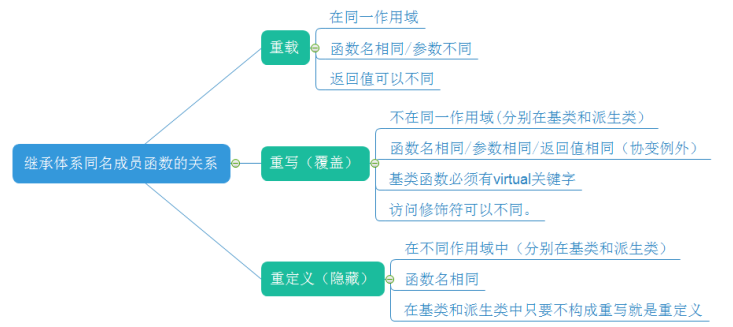 继承体系同名成员函数的关系
重载
在同一作用域
函数名相同/参数不同
返回值可以不同
重写（覆盖）
不在同一作用域(分别在基类和派生类）
函数名相同/参数相同/返回值相同（协变例外）
基类函数必须有virtual关键字
访问修饰符可以不同。
重定义（隐藏）
在不同作用域中（分别在基类和派生类）
函数名相同
在基类和派生类中只要不构成重写就是重定义